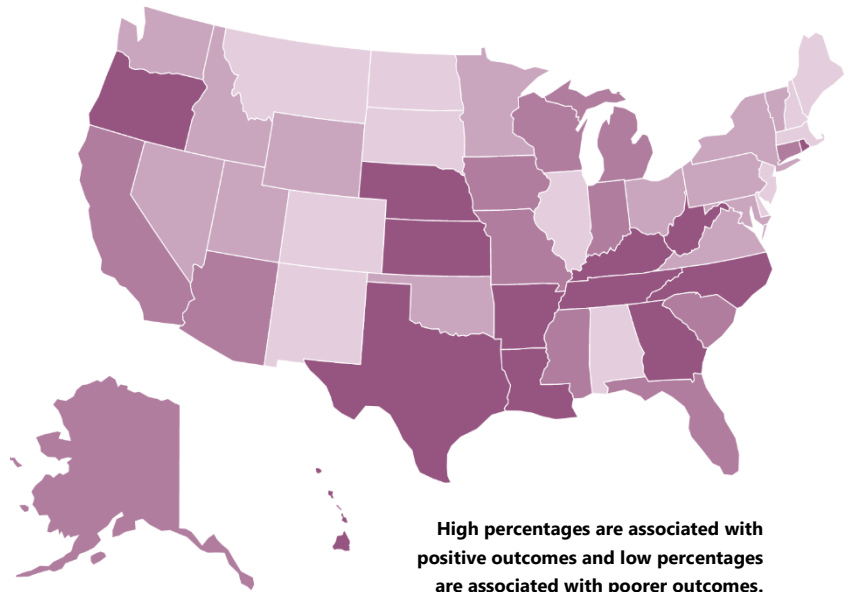 High percentages are associated with
positive outcomes and low percentages
are associated with poorer outcomes.